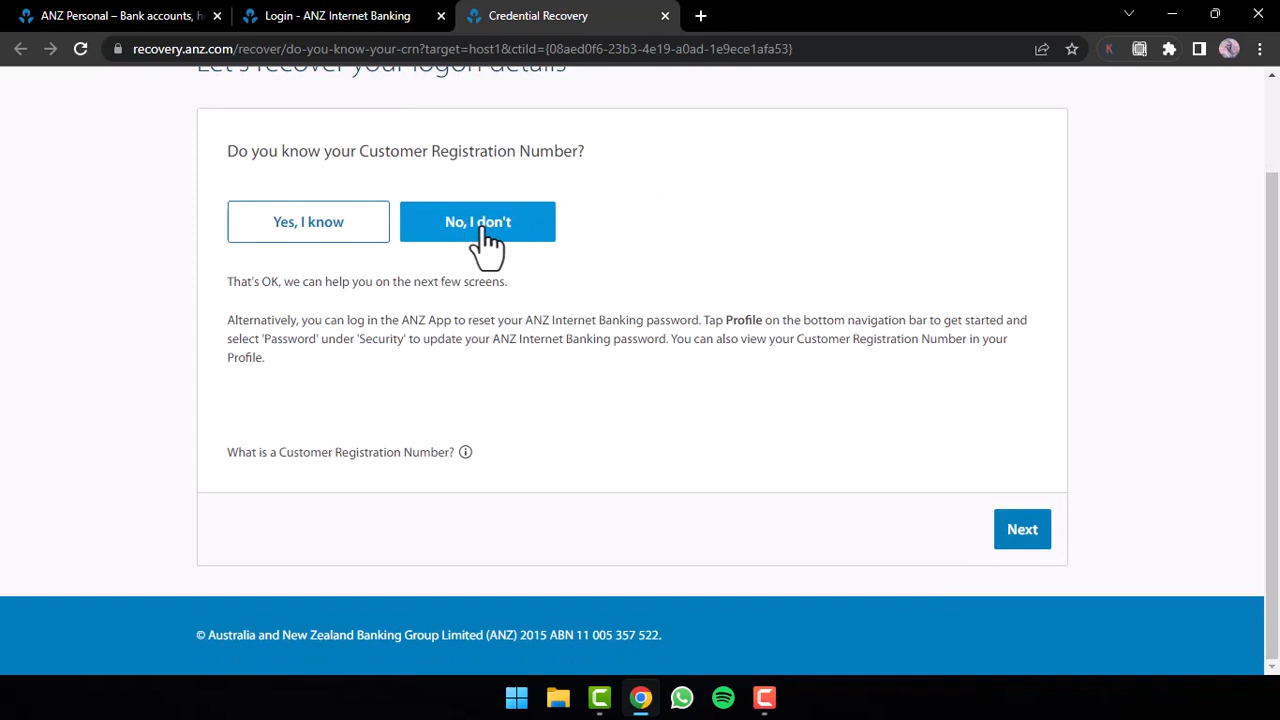 ANZ Personal – Bank accounts, h
Login - ANZ Internet Banking
Credential Recovery
recovery.anz.com/recover/do-you-know-your-crn?target=host1&ctiId={08aed0f6-23b3-4e19-a0ad-1e9ece1afa53}
K
Let's recover your logon details
Do you know your Customer Registration Number?
Yes, I know
No, I don't
That's OK, we can help you on the next few screens.
Alternatively, you can log in the ANZ App to reset your ANZ Internet Banking password. Tap Profile on the bottom navigation bar to get started and
select 'Password' under 'Security' to update your ANZ Internet Banking password. You can also view your Customer Registration Number in your
Profile.
What is a Customer Registration Number?
Next
© Australia and New Zealand Banking Group Limited (ANZ) 2015 ABN 11 005 357 522.